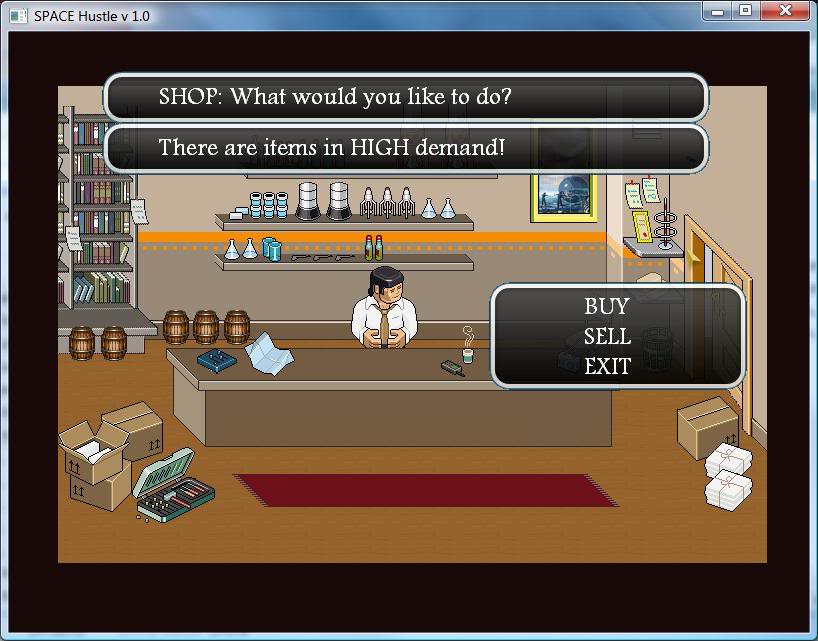 SPACE Hustle v 1.0
SHOP: What would you like to do?
There are items in HIGH demand!
BUY
SELL
EXIT